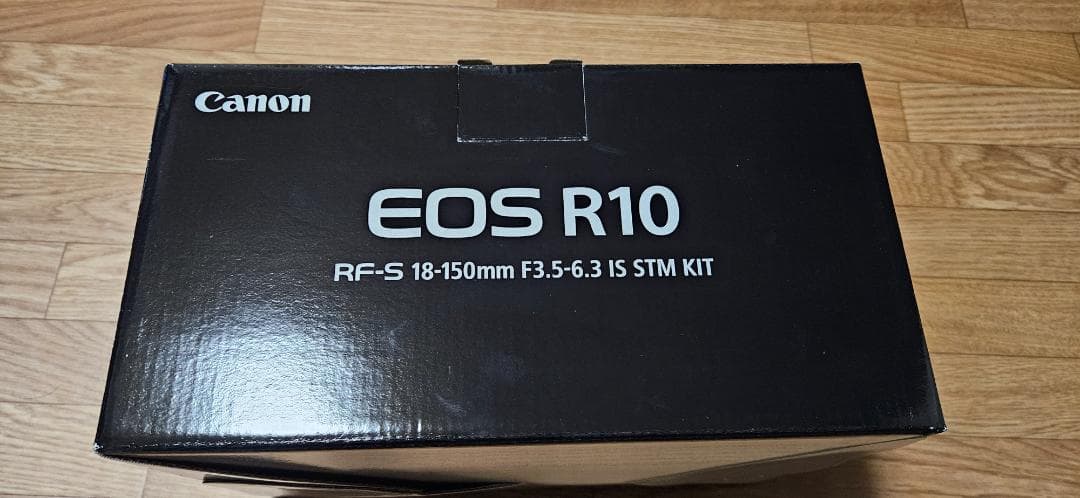 Canon
EOS R10
RF-S 18-150mm F3.5-6.3 IS STM KIT